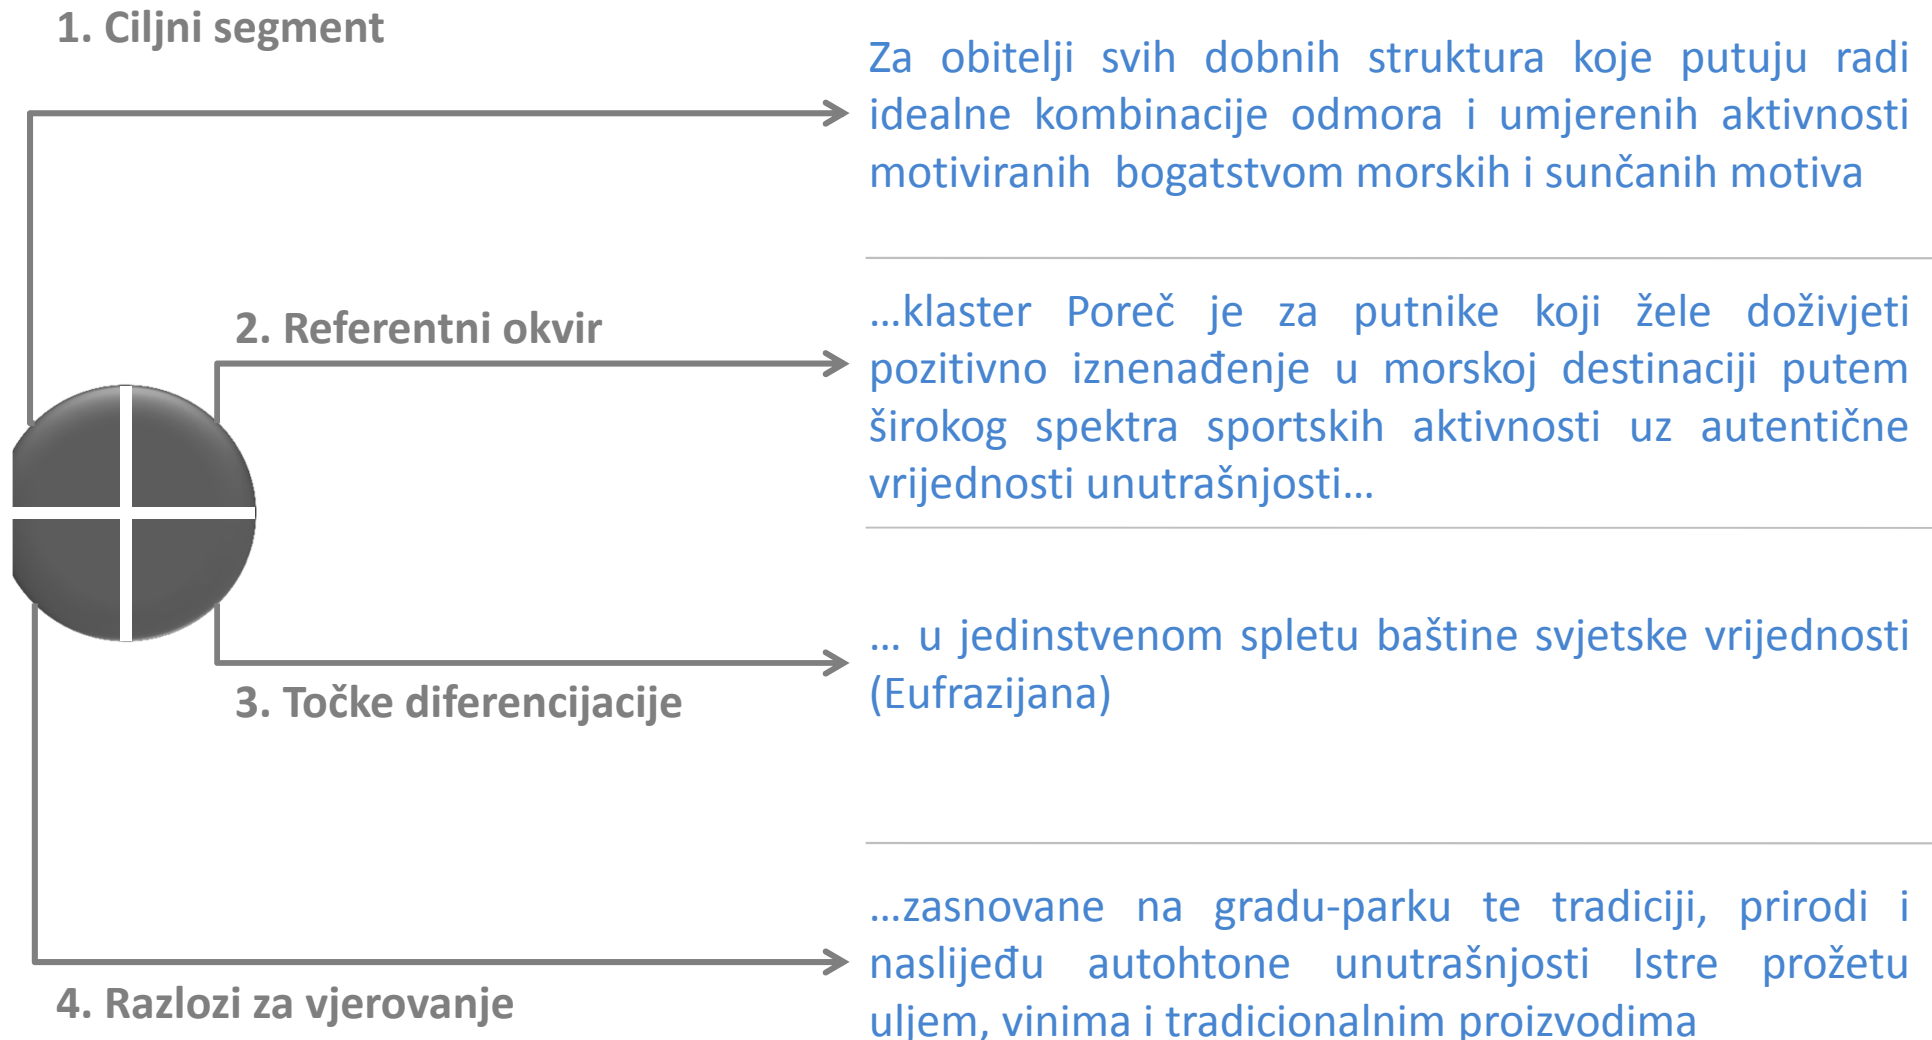 1. Ciljni segment
Za obitelji svih dobnih struktura koje putuju radi
idealne kombinacije odmora i umjerenih aktivnosti
motiviranih bogatstvom morskih i sunčanih motiva
2. Referentni okvir
…klaster Poreč je za putnike koji žele doživjeti
pozitivno iznenađenje u morskoj destinaciji putem
širokog spektra sportskih aktivnosti uz autentične
vrijednosti unutrašnjosti…
3. Točke diferencijacije
… u jedinstvenom spletu baštine svjetske vrijednosti
(Eufrazijana)
4. Razlozi za vjerovanje
…zasnovane na gradu-parku te tradiciji, prirodi i
naslijeđu autohtone unutrašnjosti Istre prožetu
uljem, vinima i tradicionalnim proizvodima